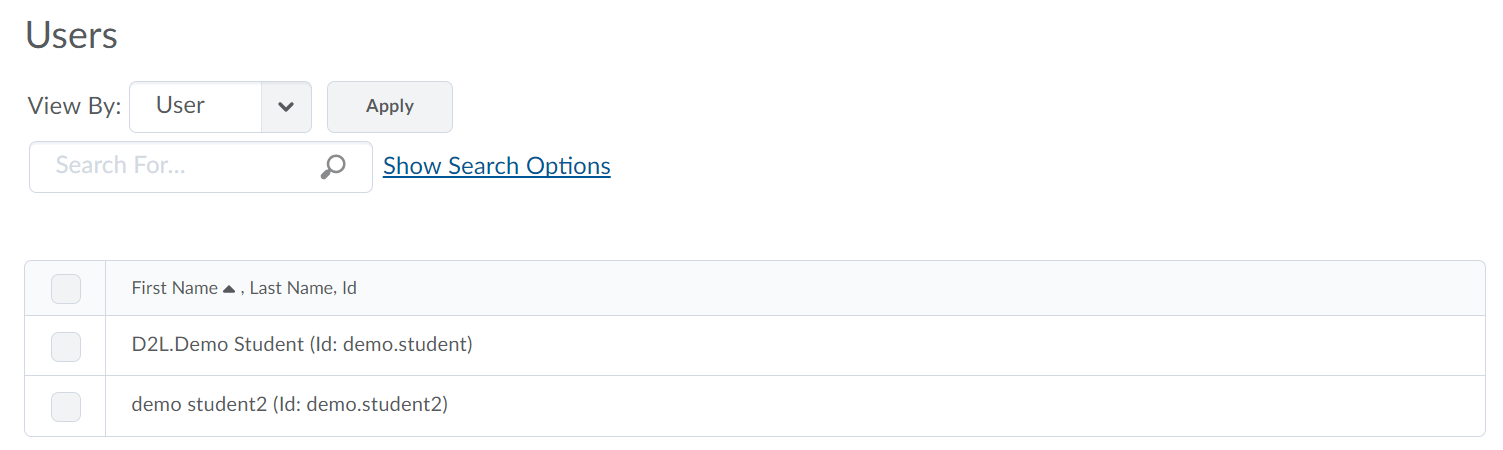 Users
View By: User Apply
Search For... Show Search Options
First Name , Last Name, Id
D2L.Demo Student (Id: demo.student)
demo student2 (Id: demo.student2)